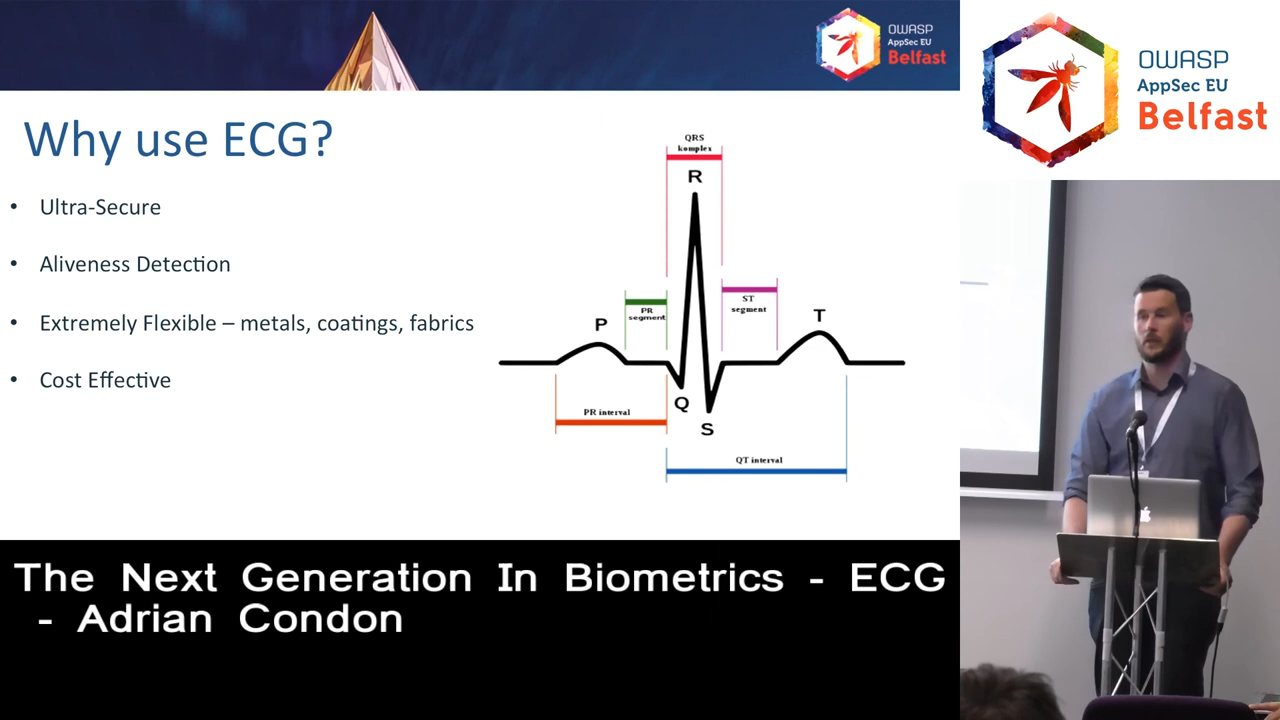 OWASP
AppSec EU
Belfast
OWASP
AppSec EU
Belfast
Why use ECG?
• Ultra-Secure
• Aliveness Detection
• Extremely Flexible – metals, coatings, fabrics
• Cost Effective
QRS
komplex
R
P
PR
segment
ST
segment
T
Q
S
PR interval
QT interval
The Next Generation In Biometrics - ECG
- Adrian Condon